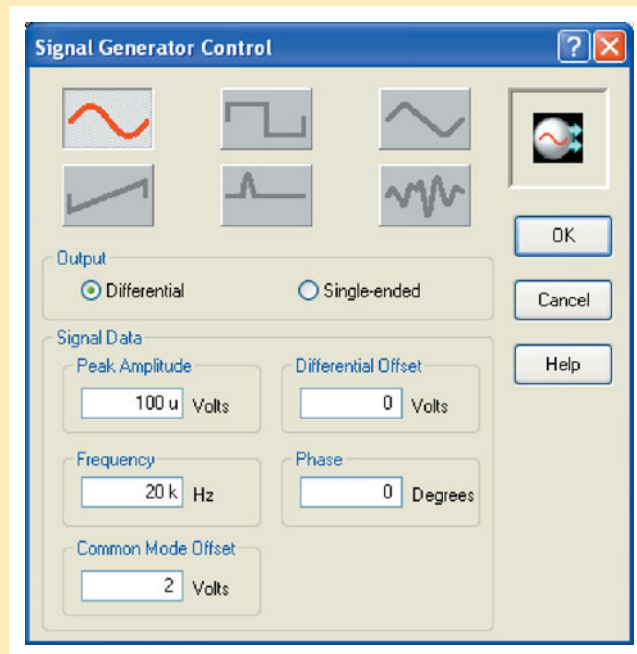 Signal Generator Control
Output
Differential
Single-ended
Signal Data
Peak Amplitude
100 u Volts
Differential Offset
0 Volts
Frequency
20 k Hz
Phase
0 Degrees
Common Mode Offset
2 Volts
OK
Cancel
Help